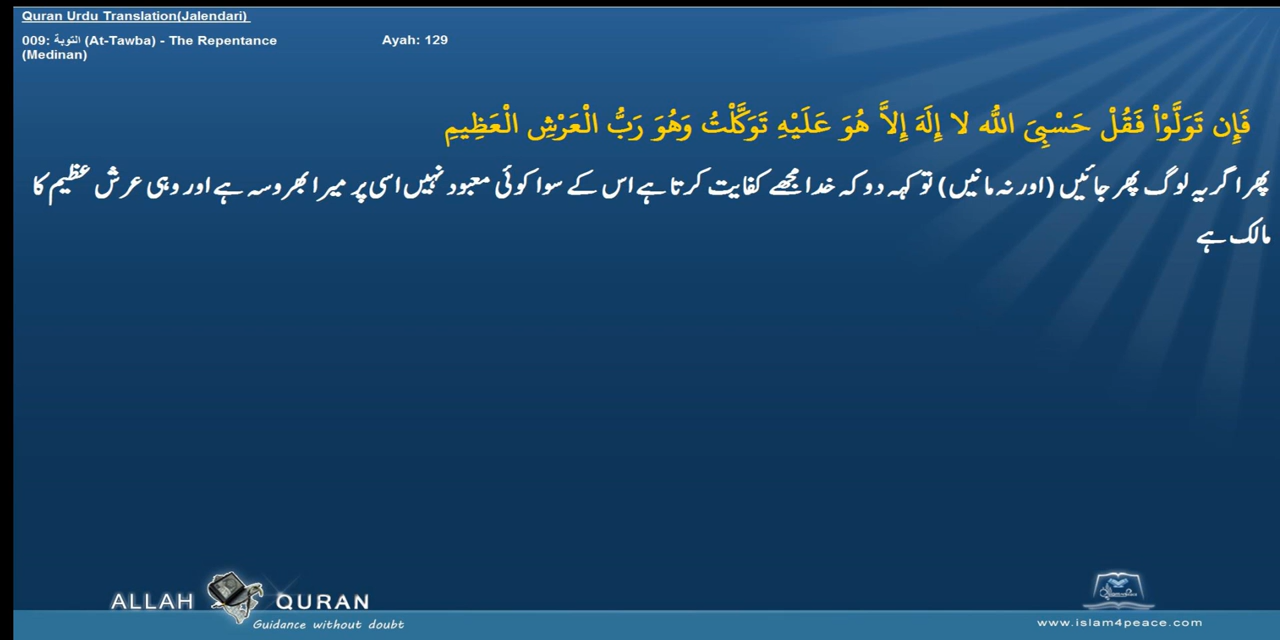 Quran Urdu Translation(Jalendari)
009: التوبة (At-Tawba) - The Repentance
(Medinan)
Ayah: 129
فَإِن تَوَلَّوْاْ فَقُلْ حَسْبِىَ اللّه لا إِلَهَ إِلاَّ هُوَ عَلَيْهِ تَوَكَّلْتُ وَهُوَ رَبُّ الْعَرْشِ الْعَظِيمِ
پھر اگر یہ لوگ پھر جائیں (اور نہ مانیں) تو کہہ دو کہ خدا مجھے کفایت کرتا ہے اس کے سوا کوئی معبود نہیں اسی پر میرا بھروسہ ہے اور وہی عرش عظیم کا
مالک ہے
ALLAH QURAN
Guidance without doubt
www.islam4peace.com